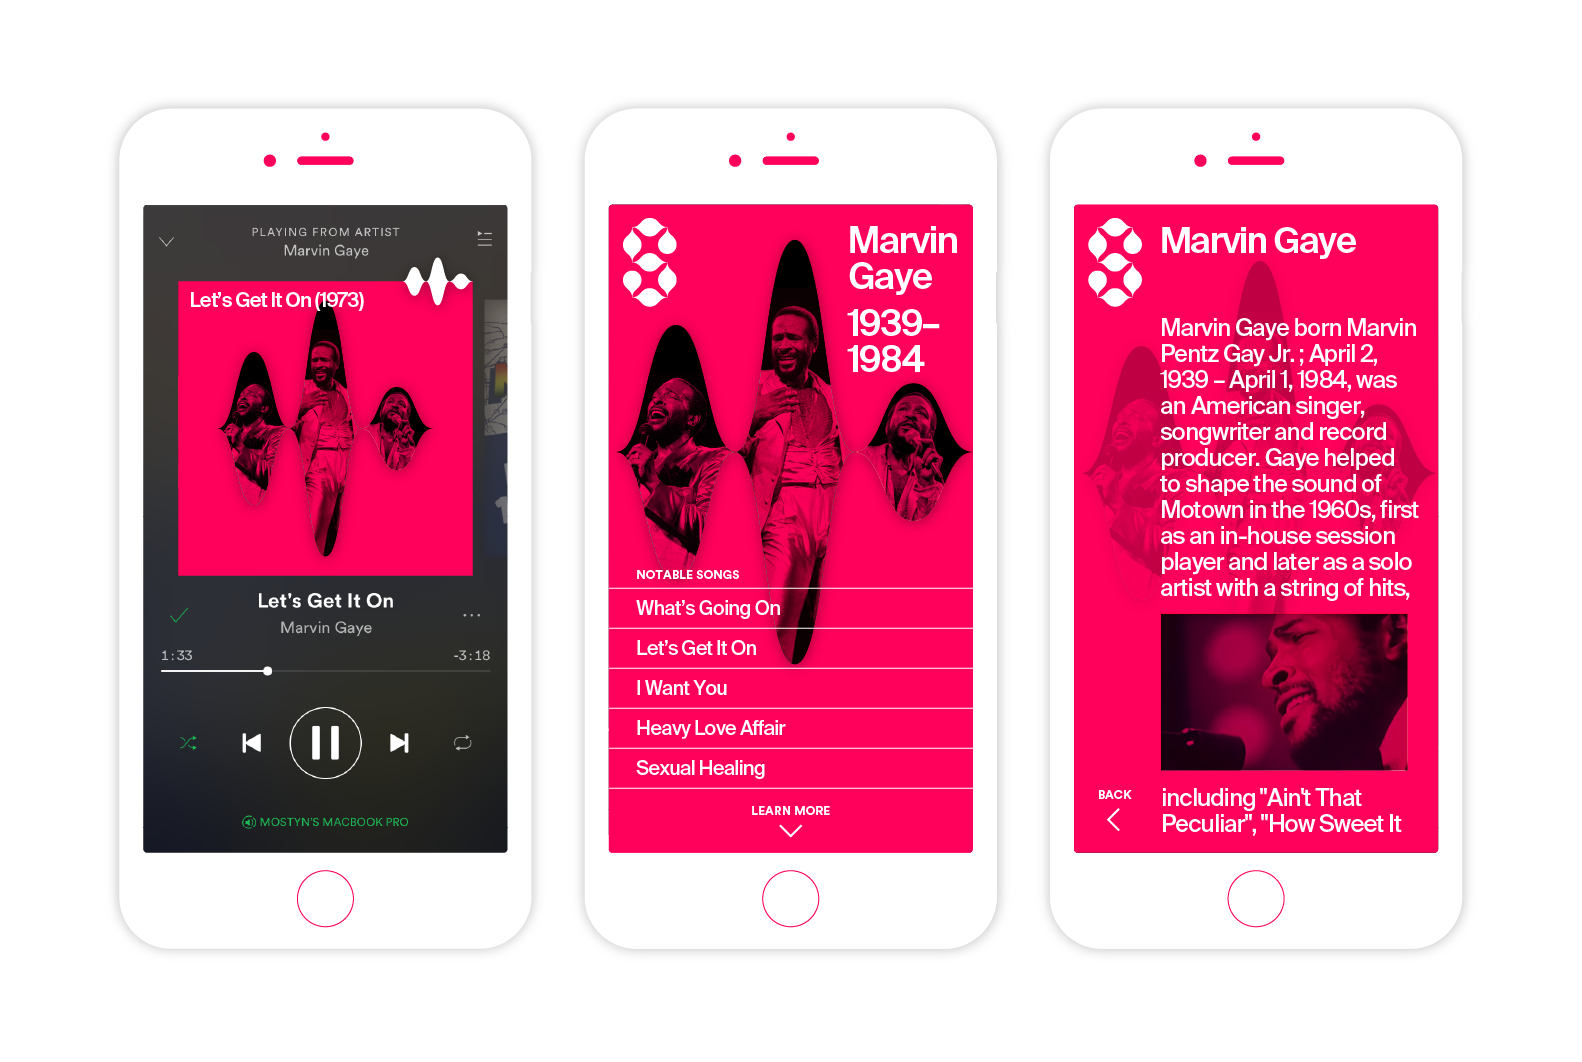 PLAYING FROM ARTIST
Marvin Gaye
Let's Get It On (1973)
Let's Get It On
Marvin Gaye
1:33
-3:18
MOSTYN'S MACBOOK PRO
Marvin
Gaye
1939–
1984
NOTABLE SONGS
What's Going On
Let's Get It On
I Want You
Heavy Love Affair
Sexual Healing
LEARN MORE
Marvin Gaye
Marvin Gaye born Marvin
Pentz Gay Jr. ; April 2,
1939 – April 1, 1984, was
an American singer,
songwriter and record
producer. Gaye helped
to shape the sound of
Motown in the 1960s, first
as an in-house session
player and later as a solo
artist with a string of hits,
BACK
including "Ain't That
Peculiar", "How Sweet It